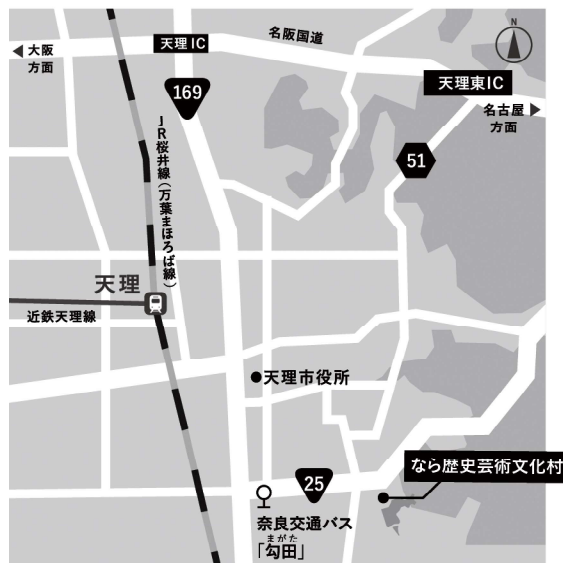 N
天理IC
名阪国道
◀大阪
方面
天理東IC
名古屋▶
方面
169
51
JR桜井線(万葉まほろば線)
天理
近鉄天理線
●天理市役所
なら歴史芸術文化村
25
奈良交通バス
まがた
「勾田」